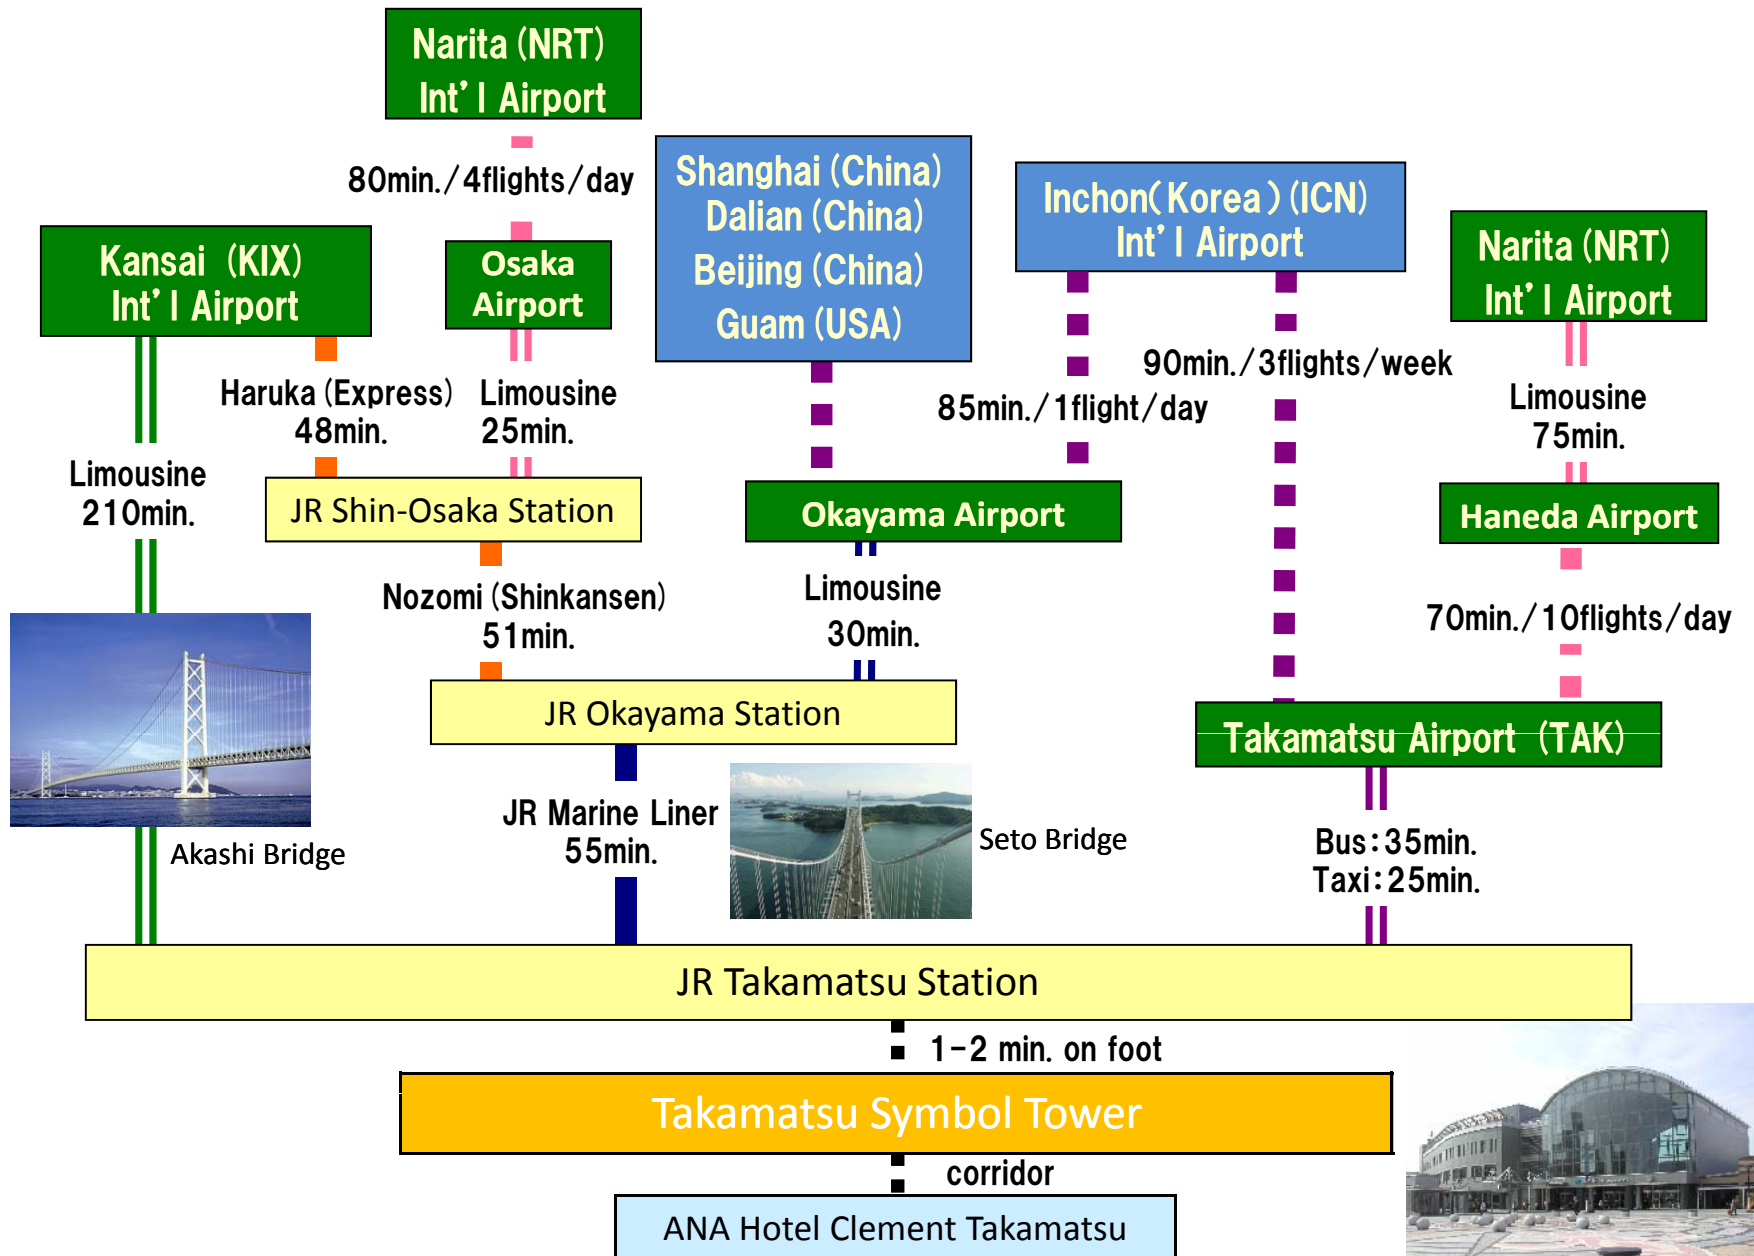 Narita (NRT)
Int' l Airport
80min./4flights/day
Shanghai (China)
Dalian (China)
Beijing (China)
Guam (USA)
Inchon(Korea) (ICN)
Int' l Airport
Narita (NRT)
Int' l Airport
Kansai (KIX)
Int' l Airport
Osaka
Airport
Haruka (Express)
48min.
Limousine
25min.
85min./1flight/day
90min./3flights/week
Limousine
75min.
Limousine
210min.
JR Shin-Osaka Station
Okayama Airport
Haneda Airport
Nozomi (Shinkansen)
51min.
Limousine
30min.
70min./10flights/day
JR Okayama Station
Takamatsu Airport (TAK)
JR Marine Liner
55min.
Akashi Bridge
Seto Bridge
Bus:35min.
Taxi:25min.
JR Takamatsu Station
1-2 min. on foot
Takamatsu Symbol Tower
corridor
ANA Hotel Clement Takamatsu